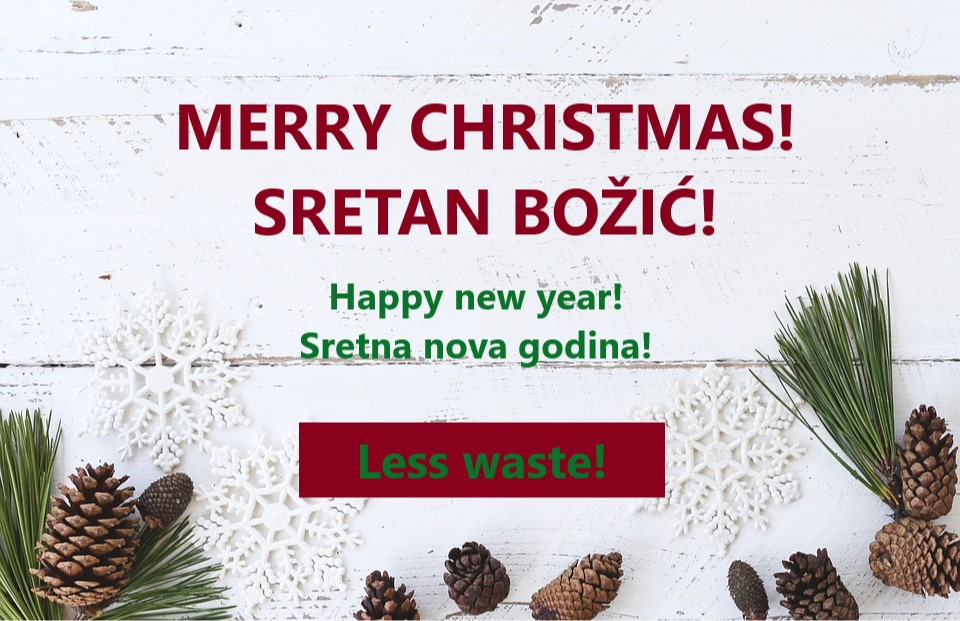 MERRY CHRISTMAS!
SRETAN BOŽIĆ!
Happy new year!
Sretna nova godina!
Less waste!